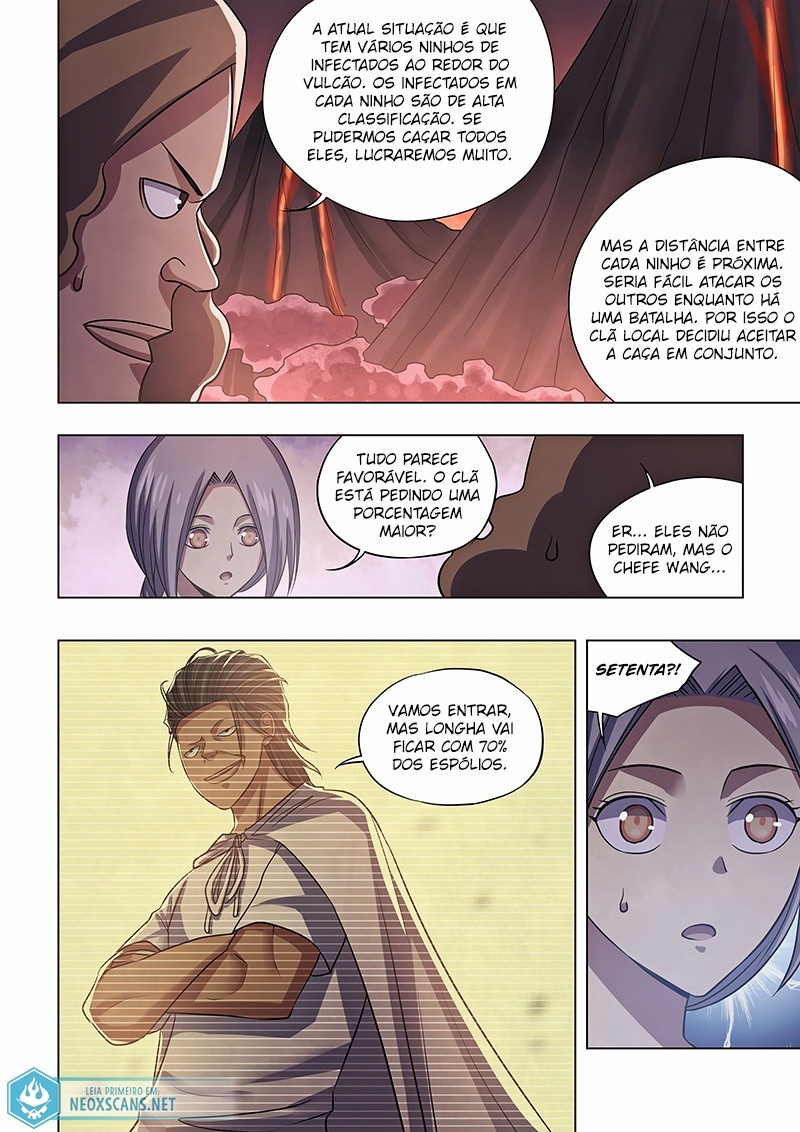 A ATUAL SITUAÇÃO É QUE
TEM VÁRIOS NINHOS DE
INFECTADOS AO REDOR DO
VULCÃO. OS INFECTADOS EM
CADA NINHO SÃO DE ALTA
CLASSIFICAÇÃO. SE
PUDERMOS CAÇAR TODOS
ELES, LUCRAREMOS MUITO.
MAS A DISTÂNCIA ENTRE
CADA NINHO É PRÓXIMA.
SERIA FÁCIL ATACAR OS
OUTROS ENQUANTO HÁ
UMA BATALHA. POR ISSO O
CLÃ LOCAL DECIDIU ACEITAR
A CAÇA EM CONJUNTO.
TUDO PARECE
FAVORÁVEL. O CLÃ
ESTÁ PEDINDO UMA
PORCENTAGEM
MAIOR?
ER... ELES NÃO
PEDIRAM, MAS O
CHEFE WANG...
VAMOS ENTRAR,
MAS LONGHA VAI
FICAR COM 70%
DOS ESPÓLIOS.
SETENTA?!
LEIA PRIMEIRO EM:
NEOXSCANS.NET